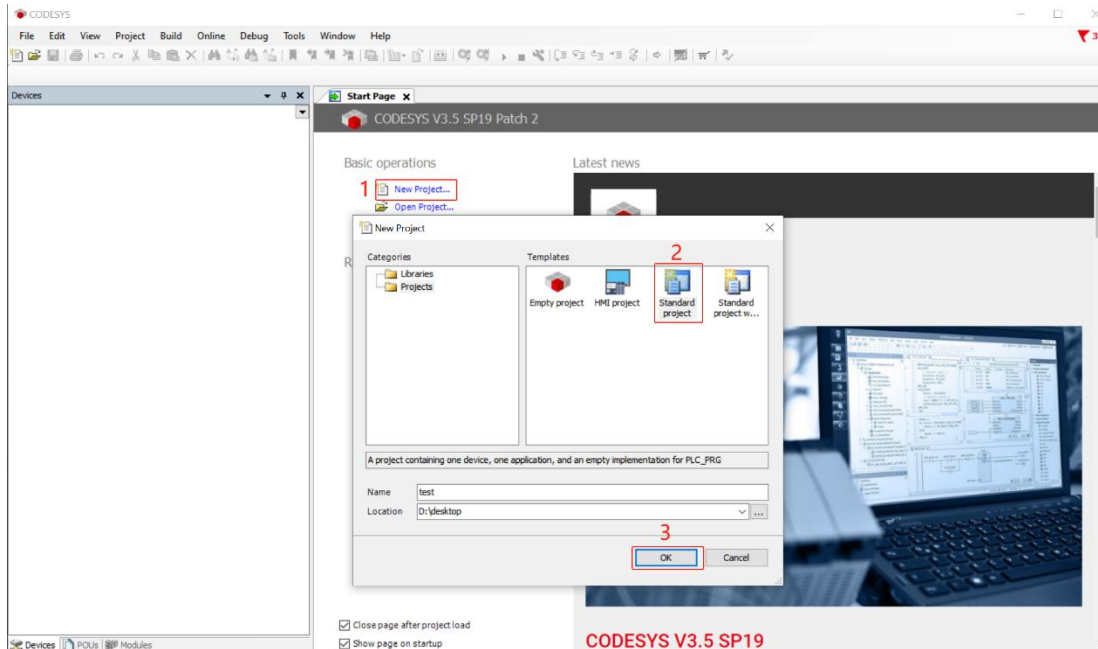 CODESYS
File Edit View Project Build Online Debug Tools Window Help
3
Devices
Start Page
CODESYS V3.5 SP19 Patch 2
Basic operations
Latest news
1
New Project...
Open Project...
New Project
R
Categories
Templates
2
Libraries
Projects
Empty project
HMI project
Standard
project
Standard
project w...
A project containing one device, one application, and an empty implementation for PLC_PRG
Name
test
Location
D:\desktop
...
3
OK
Cancel
Close page after project load
Show page on startup
CODESYS V3.5 SP19
Devices
POUs
Modules